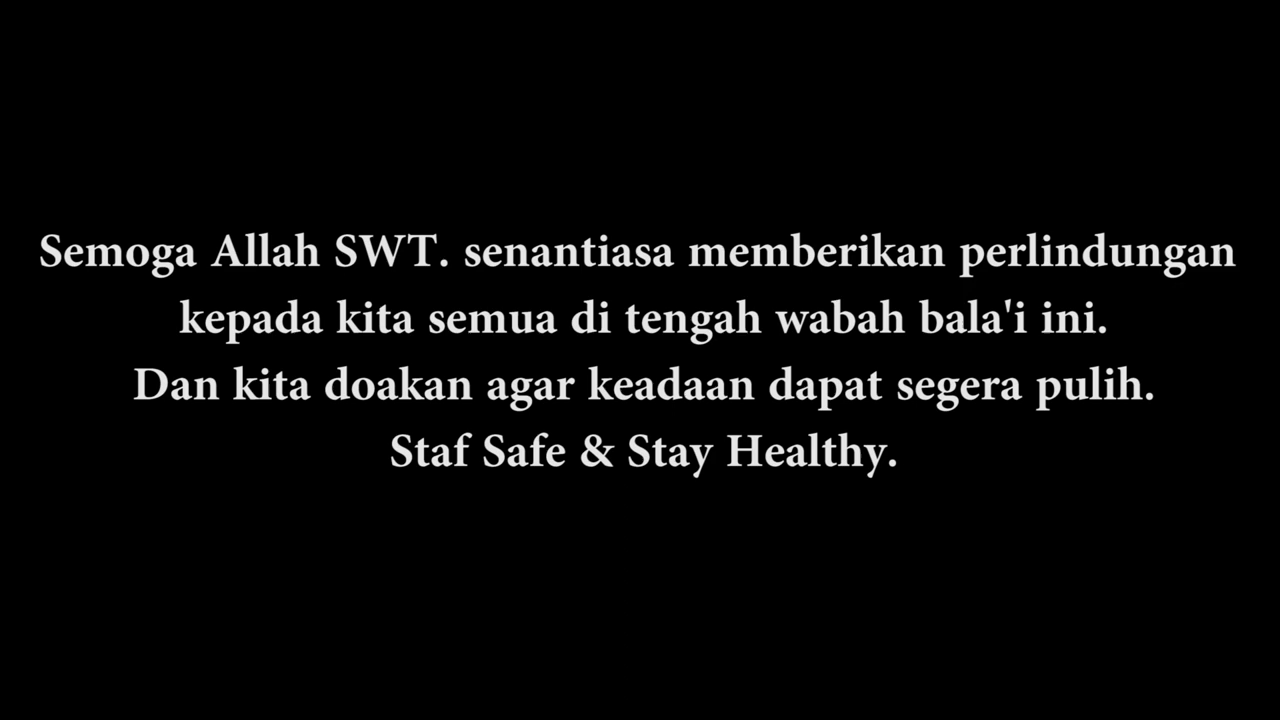 Semoga Allah SWT. senantiasa memberikan perlindungan
kepada kita semua di tengah wabah bala'i ini.
Dan kita doakan agar keadaan dapat segera pulih.
Staf Safe & Stay Healthy.